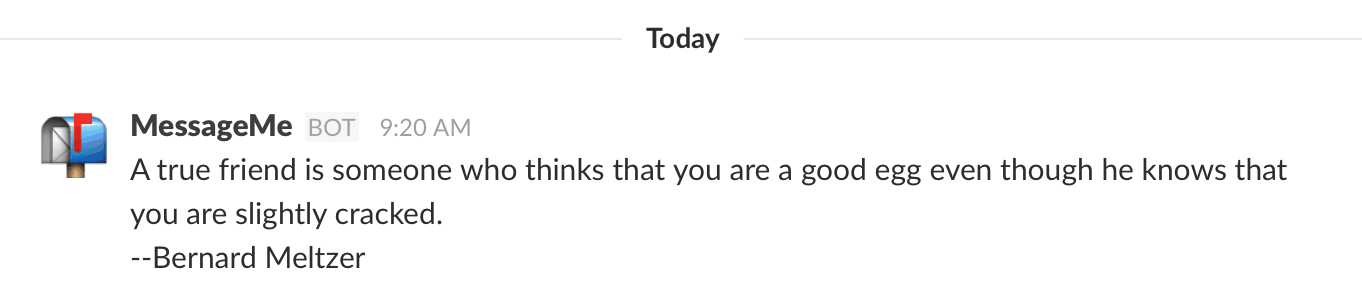 Today
MessageMe BOT 9:20 AM
A true friend is someone who thinks that you are a good egg even though he knows that
you are slightly cracked.
--Bernard Meltzer